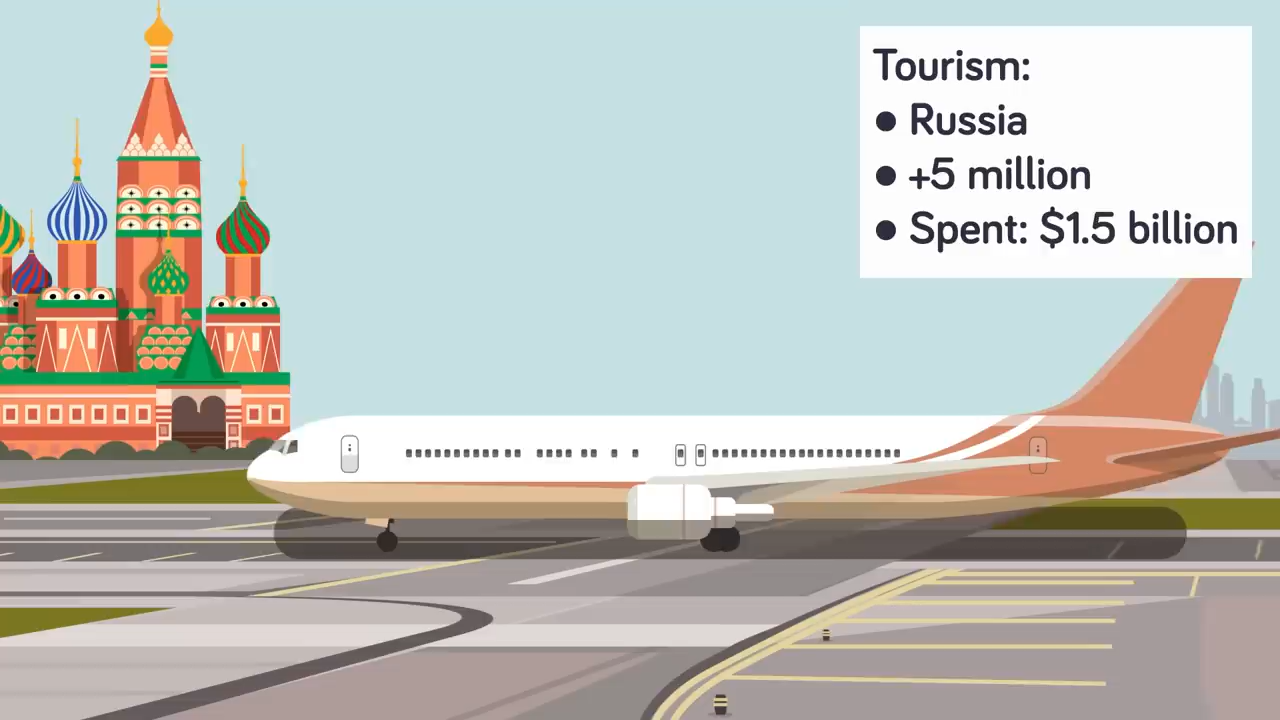 Tourism:
● Russia
● +5 million
● Spent: $1.5 billion